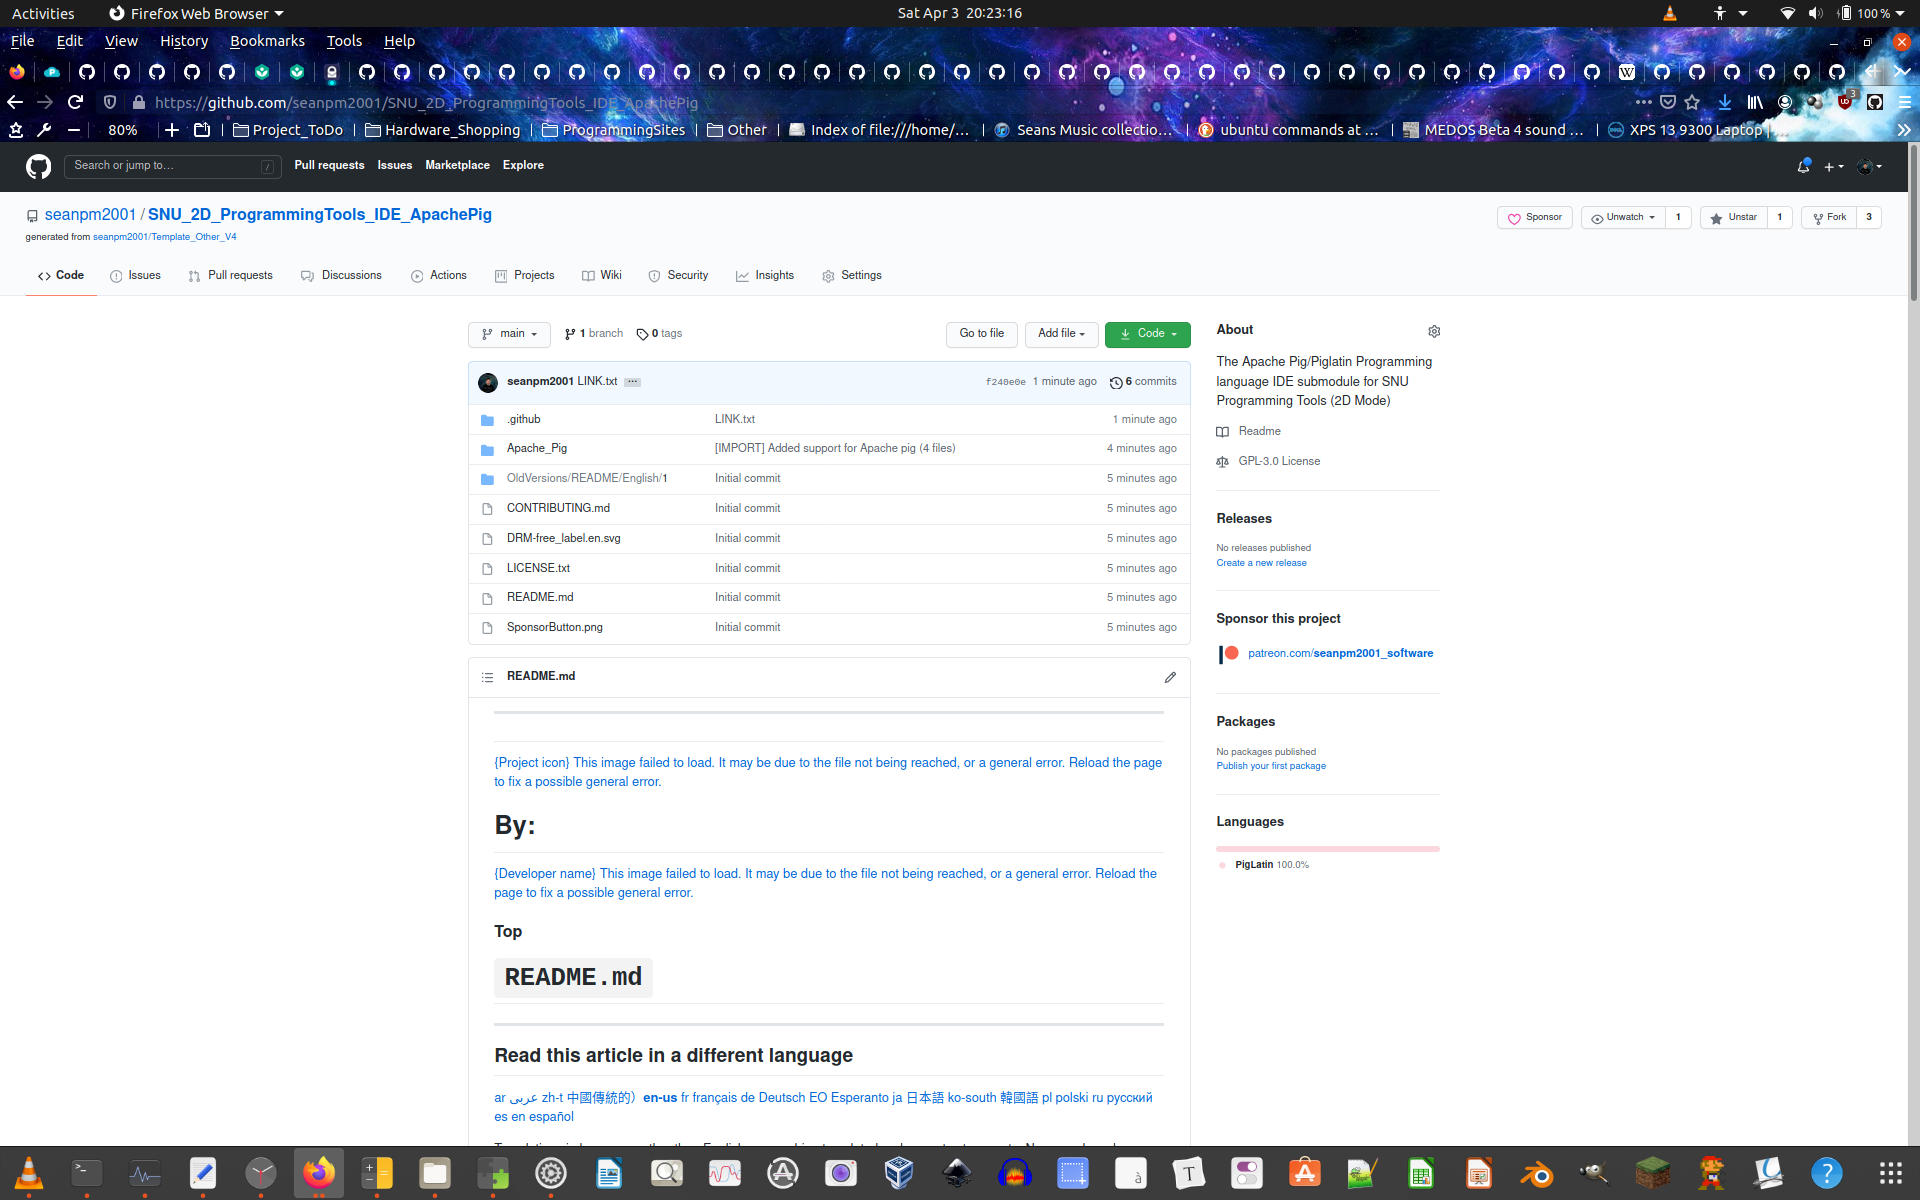 Activities
Firefox Web Browser
Sat Apr 3 20:23:16
100 %
File Edit View History Bookmarks Tools Help
https://github.com/seanpm2001/SNU_2D_ProgrammingTools_IDE_ApachePig
3
80%
Project_ToDo
Hardware_Shopping
ProgrammingSites
Other
Index of file:///home/...
Seans Music collectio...
ubuntu commands at ...
MEDOS Beta 4 sound ...
XPS 13 9300 Laptop |
Search or jump to...
/
Pull requests Issues Marketplace Explore
seanpm2001 / SNU_2D_ProgrammingTools_IDE_ApachePig
generated from seanpm2001/Template_Other_V4
Sponsor
Unwatch 1
Unstar 1
Fork 3
Code Issues Pull requests Discussions Actions Projects Wiki Security Insights Settings
main
1 branch
0 tags
Go to file
Add file
Code
seanpm2001 LINK.txt ...
f240e0e 1 minute ago 6 commits
.github LINK.txt 1 minute ago
Apache_Pig [IMPORT] Added support for Apache pig (4 files) 4 minutes ago
OldVersions/README/English/1 Initial commit 5 minutes ago
CONTRIBUTING.md Initial commit 5 minutes ago
DRM-free_label.en.svg Initial commit 5 minutes ago
LICENSE.txt Initial commit 5 minutes ago
README.md Initial commit 5 minutes ago
SponsorButton.png Initial commit 5 minutes ago
README.md
{Project icon} This image failed to load. It may be due to the file not being reached, or a general error. Reload the page
to fix a possible general error.
By:
{Developer name} This image failed to load. It may be due to the file not being reached, or a general error. Reload the
page to fix a possible general error.
Top
README.md
Read this article in a different language
ar عربى zh-t 中國傳統的）en-us fr français de Deutsch EO Esperanto ja 日本語 ko-south 韓國語 pl polski ru русский
es en español
About
The Apache Pig/Piglatin Programming
language IDE submodule for SNU
Programming Tools (2D Mode)
Readme
GPL-3.0 License
Releases
No releases published
Create a new release
Sponsor this project
patreon.com/seanpm2001_software
Packages
No packages published
Publish your first package
Languages
PigLatin 100.0%